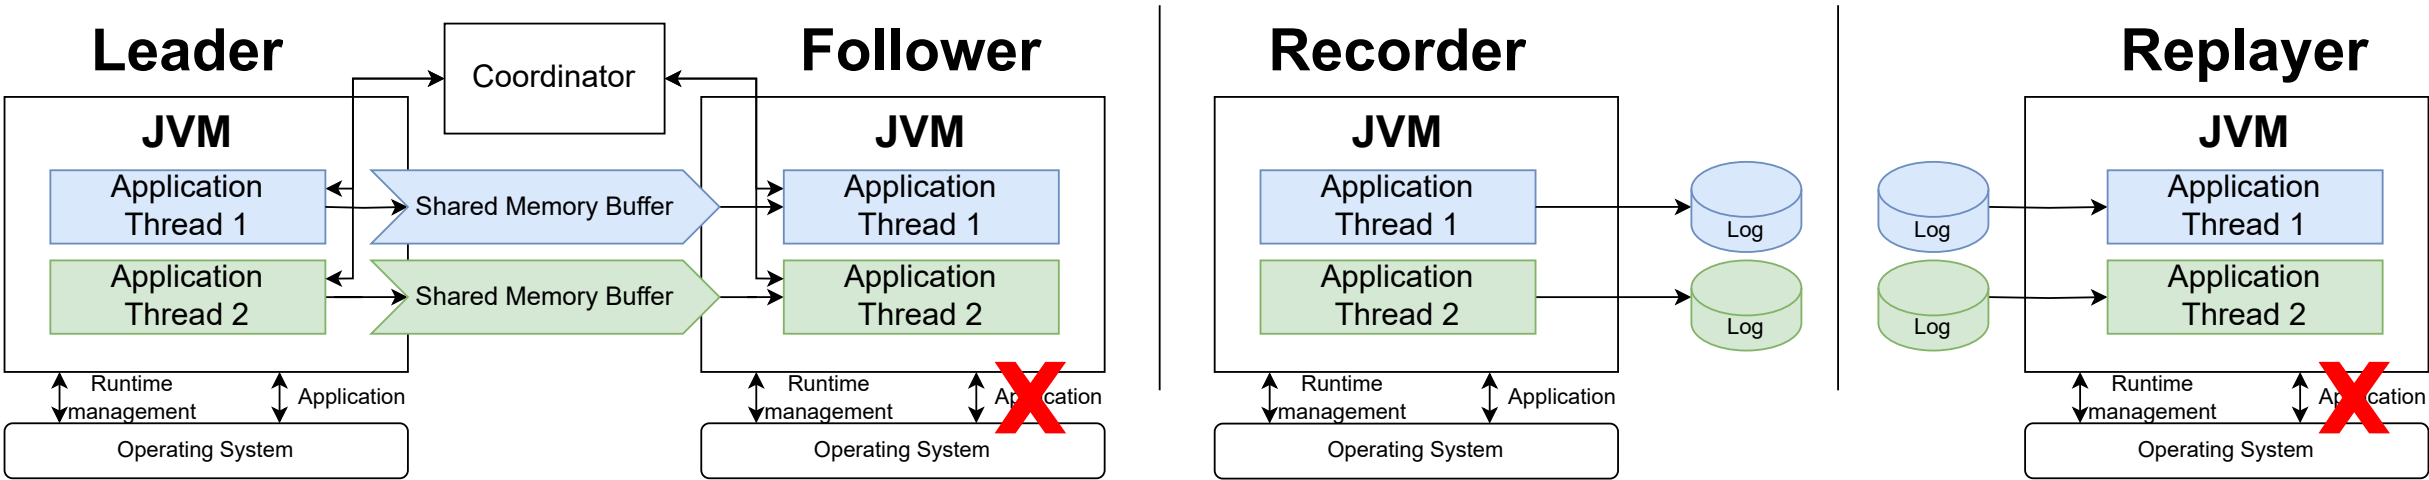 Leader
Coordinator
Follower
Recorder
Replayer
JVM
JVM
JVM
JVM
Application
Thread 1
Shared Memory Buffer
Application
Thread 1
Application
Thread 1
Log
Log
Application
Thread 1
Application
Thread 2
Shared Memory Buffer
Application
Thread 2
Application
Thread 2
Log
Log
Application
Thread 2
Runtime
management
Application
Runtime
management
Application
Runtime
management
Application
Runtime
management
Application
Operating System
Operating System
Operating System
Operating System